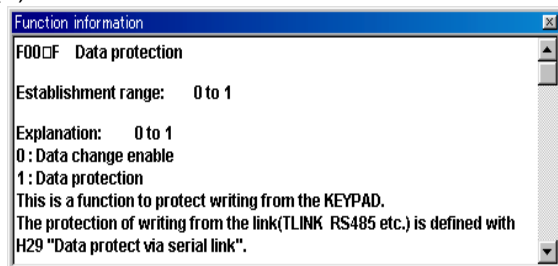 Function information
F00□F Data protection
Establishment range: 0 to 1
Explanation: 0 to 1
0 : Data change enable
1 : Data protection
This is a function to protect writing from the KEYPAD.
The protection of writing from the link(TLINK RS485 etc.) is defined with
H29 "Data protect via serial link".